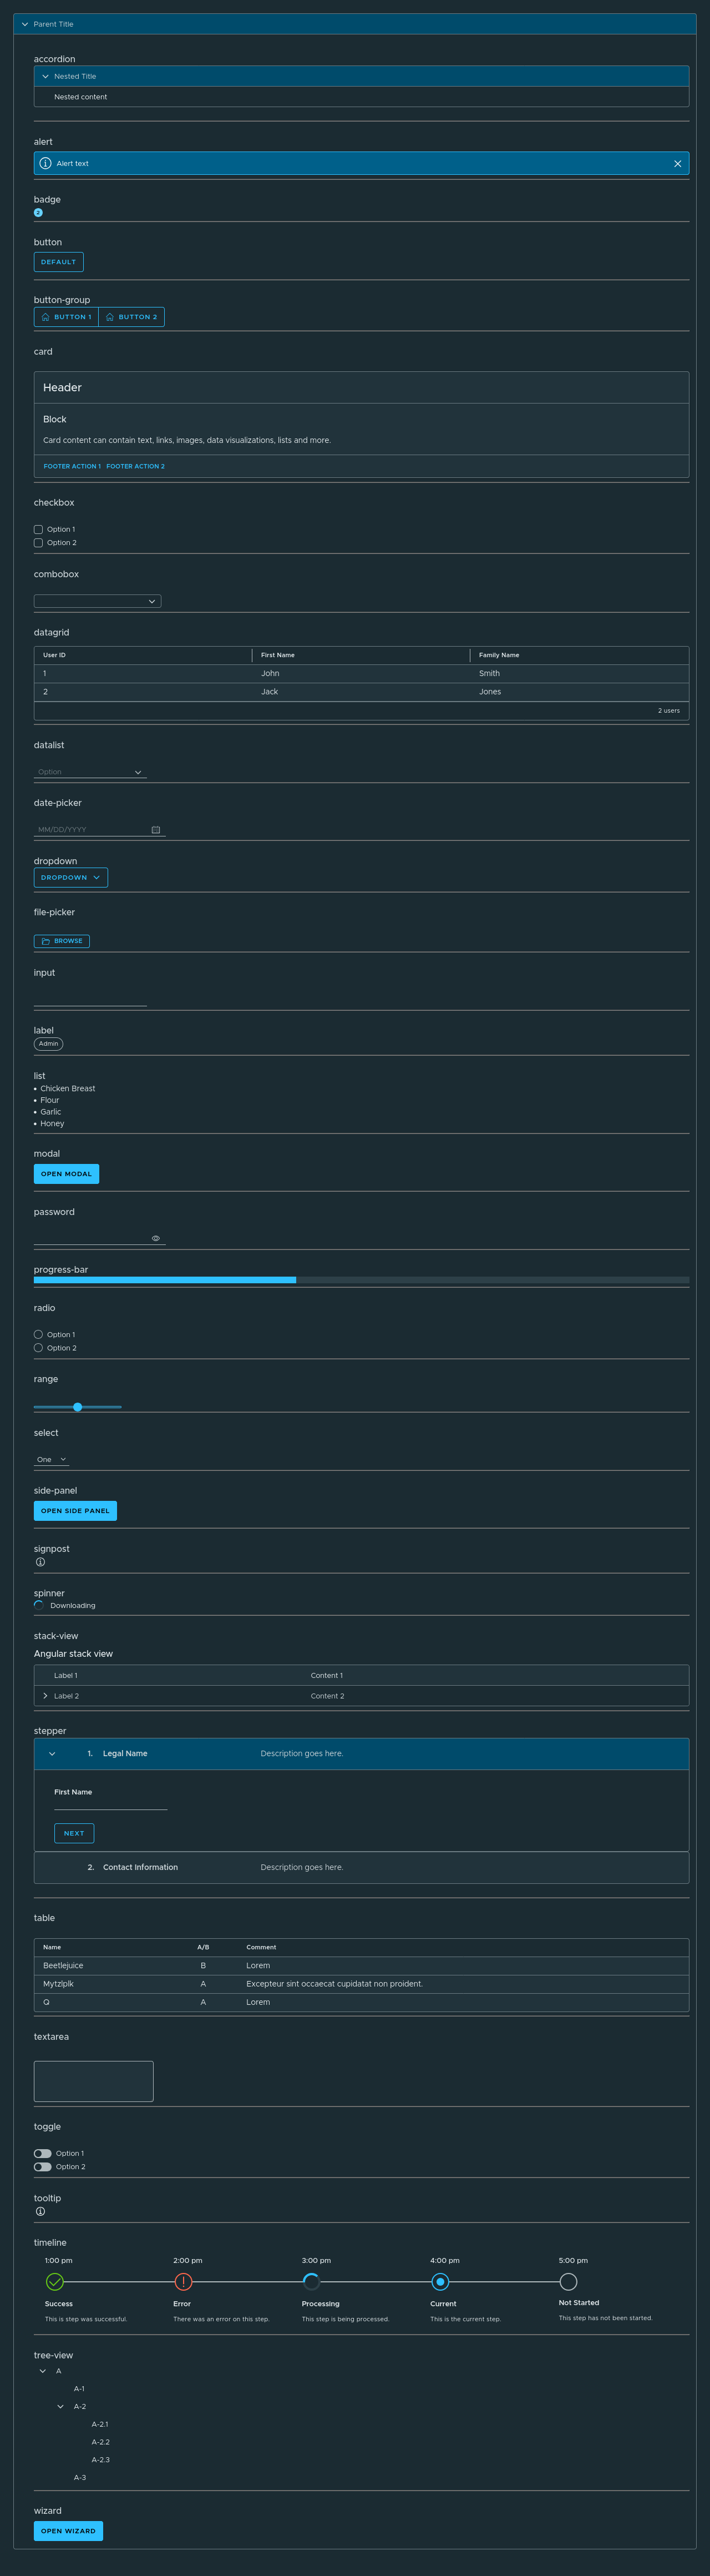 Parent Title
accordion
Nested Title
Nested content
alert
Alert text
badge
2
button
DEFAULT
button-group
BUTTON 1 BUTTON 2
card
Header
Block
Card content can contain text, links, images, data visualizations, lists and more.
FOOTER ACTION 1 FOOTER ACTION 2
checkbox
Option 1
Option 2
combobox
datagrid
User ID First Name Family Name
1 John Smith
2 Jack Jones
2 users
datalist
Option
date-picker
MM/DD/YYYY
dropdown
DROPDOWN
file-picker
BROWSE
input
label
Admin
list
• Chicken Breast
• Flour
• Garlic
• Honey
modal
OPEN MODAL
password
progress-bar
radio
Option 1
Option 2
range
select
One
side-panel
OPEN SIDE PANEL
signpost
spinner
Downloading
stack-view
Angular stack view
Label 1 Content 1
Label 2 Content 2
stepper
1. Legal Name Description goes here.
First Name
NEXT
2. Contact Information Description goes here.
table
Name A/B Comment
Beetlejuice B Lorem
Mytzlplk A Excepteur sint occaecat cupidatat non proident.
Q A Lorem
textarea
toggle
Option 1
Option 2
tooltip
timeline
1:00 pm 2:00 pm 3:00 pm 4:00 pm 5:00 pm
Success Error Processing Current Not Started
This is step was successful. There was an error on this step. This step is being processed. This is the current step. This step has not been started.
tree-view
A
A-1
A-2
A-2.1
A-2.2
A-2.3
A-3
wizard
OPEN WIZARD